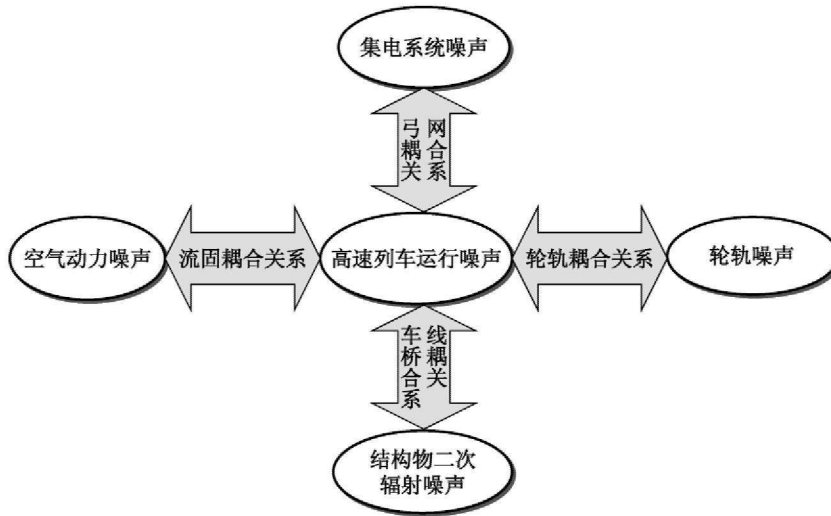 集电系统噪声
弓网
耦合
关系
空气动力噪声
流固耦合关系
高速列车运行噪声
轮轨耦合关系
轮轨噪声
车线
桥耦
合关
系
结构物二次
辐射噪声